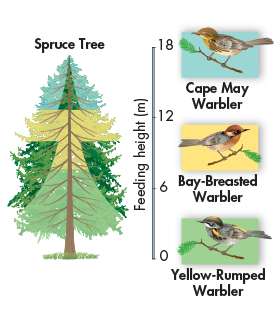 Spruce Tree
Feeding height (m)
18
12
6
0
Cape May
Warbler
Bay-Breasted
Warbler
Yellow-Rumped
Warbler